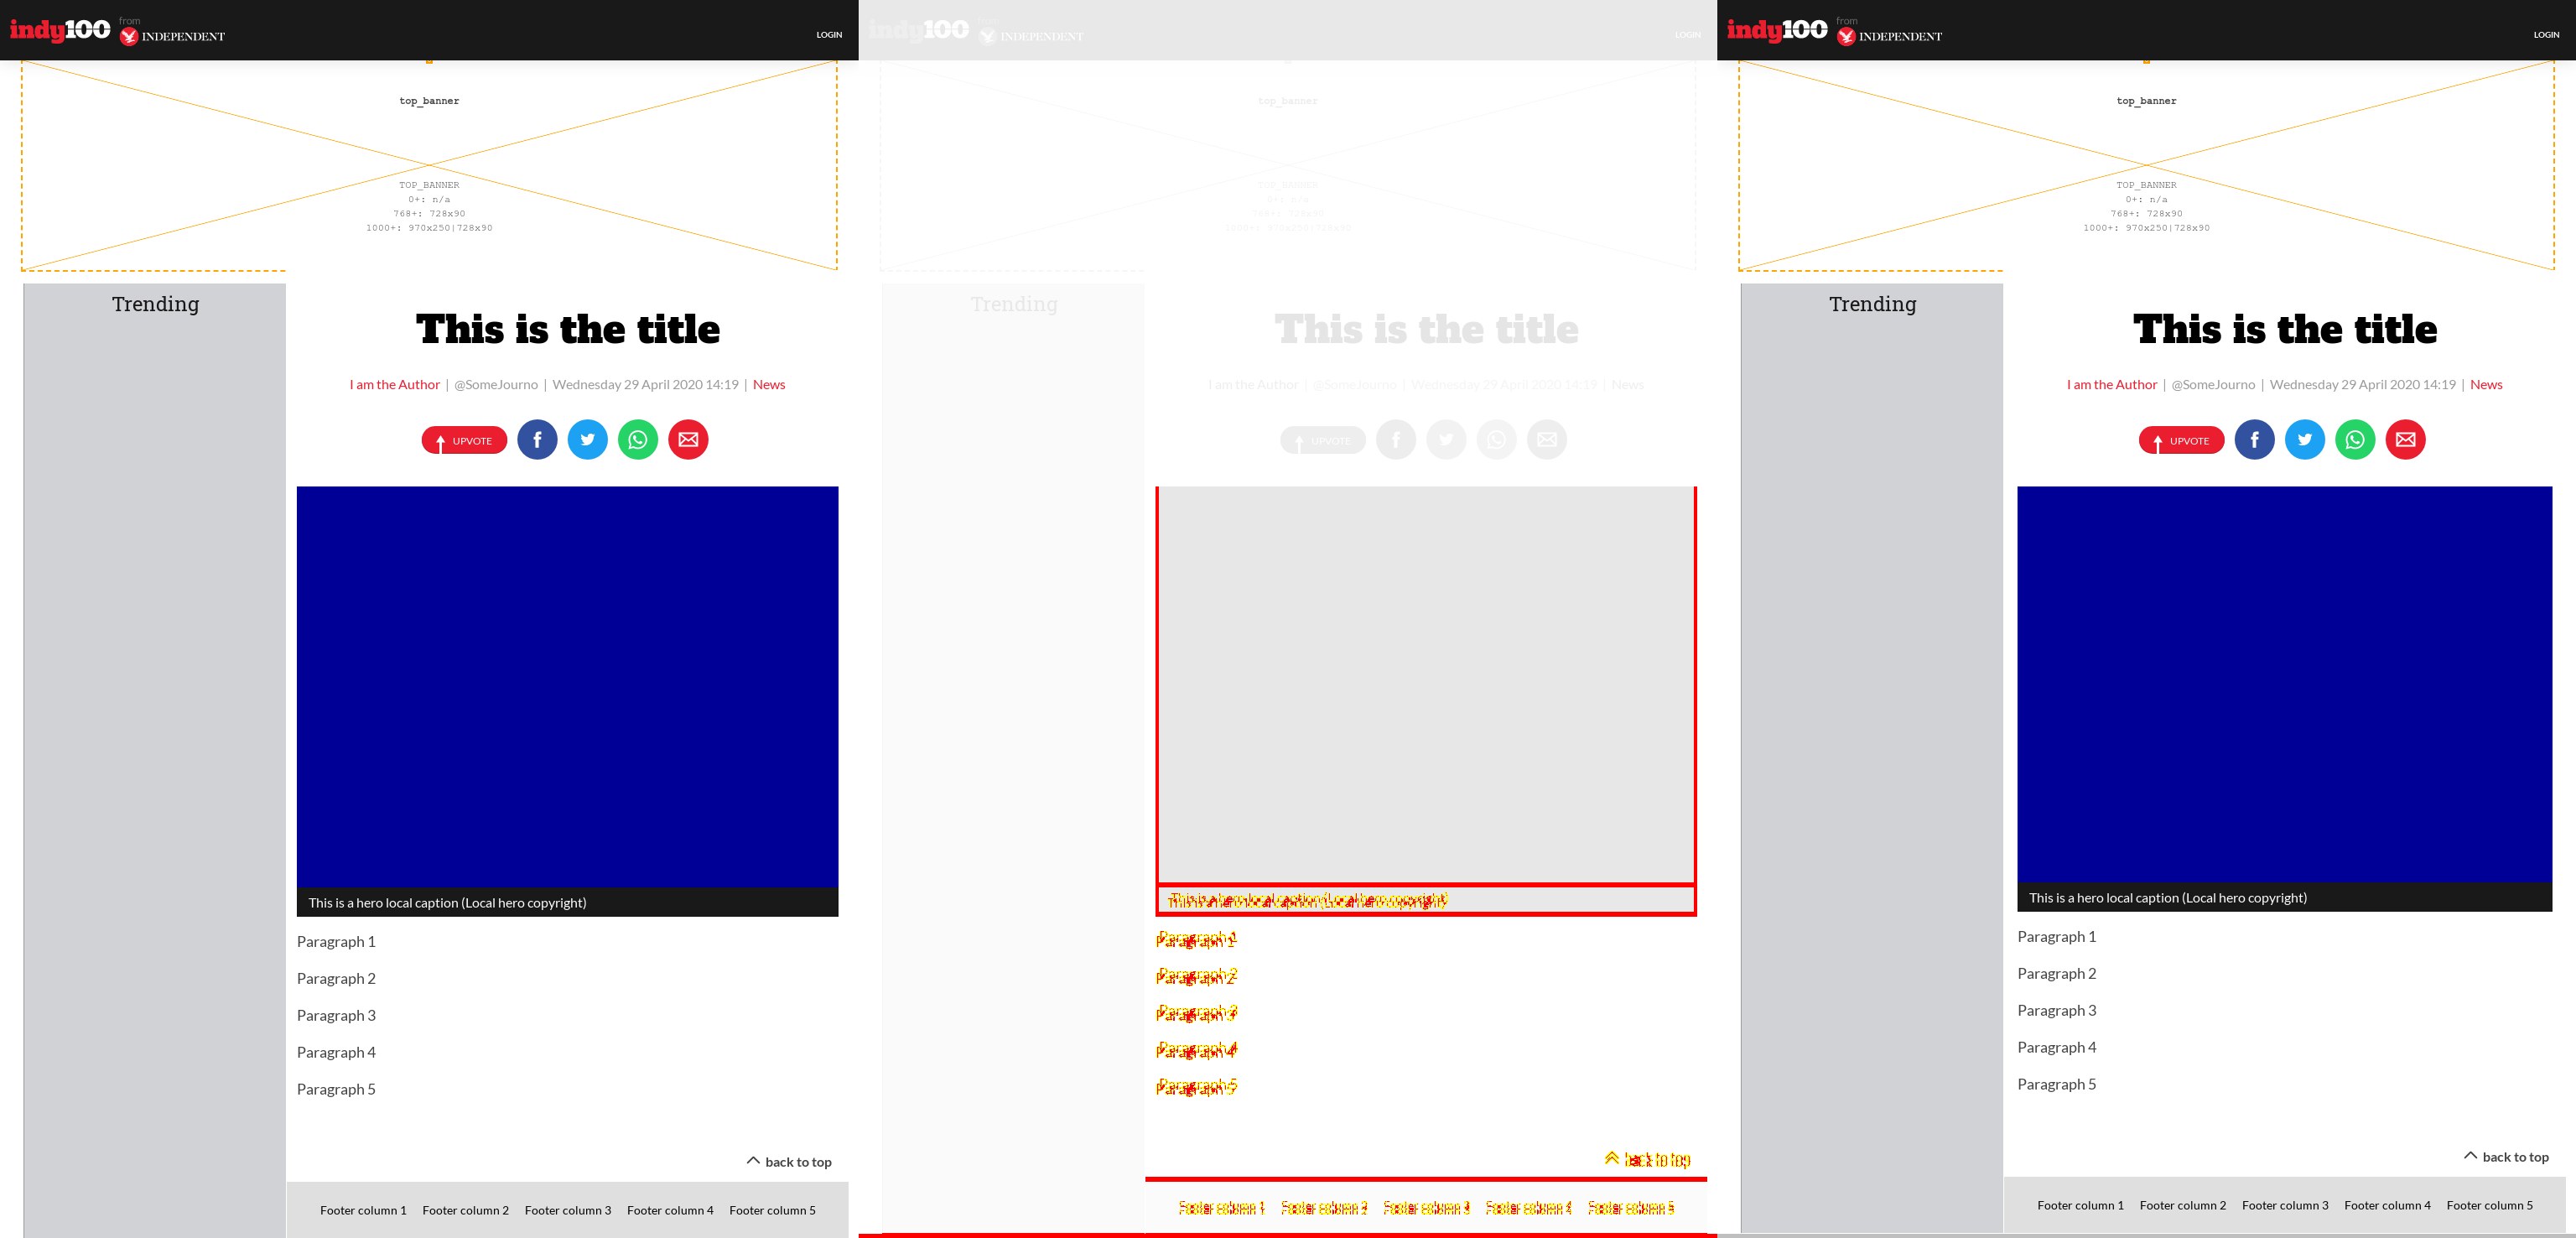 indy100 from INDEPENDENT
LOGIN
top_banner
TOP_BANNER
0+: n/a
768+: 728x90
1000+: 970x250|728x90
Trending
This is the title
I am the Author | @SomeJourno | Wednesday 29 April 2020 14:19 | News
UPVOTE
This is a hero local caption (Local hero copyright)
Paragraph 1
Paragraph 2
Paragraph 3
Paragraph 4
Paragraph 5
back to top
Footer column 1 Footer column 2 Footer column 3 Footer column 4 Footer column 5
indy100 INDEPENDENT
LOGIN
top_banner
TOP_BANNER
0+: n/a
768+: 728x90
1000+: 970x250|728x90
Trending
This is the title
I am the Author | @SomeJourno | Wednesday 29 April 2020 14:19 | News
UPVOTE
This is a hero local caption (Local hero copyright)
Paragraph 1
Paragraph 2
Paragraph 3
Paragraph 4
Paragraph 5
back to top
Footer column 1 Footer column 2 Footer column 3 Footer column 4 Footer column 5
indy100 from INDEPENDENT
LOGIN
top_banner
TOP_BANNER
0+: n/a
768+: 728x90
1000+: 970x250|728x90
Trending
This is the title
I am the Author | @SomeJourno | Wednesday 29 April 2020 14:19 | News
UPVOTE
This is a hero local caption (Local hero copyright)
Paragraph 1
Paragraph 2
Paragraph 3
Paragraph 4
Paragraph 5
back to top
Footer column 1 Footer column 2 Footer column 3 Footer column 4 Footer column 5